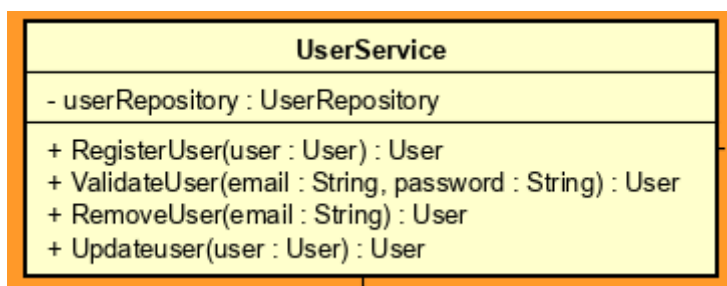 UserService
- userRepository : UserRepository
+ RegisterUser(user : User) : User
+ ValidateUser(email : String, password : String) : User
+ RemoveUser(email : String) : User
+ Updateuser(user : User) : User